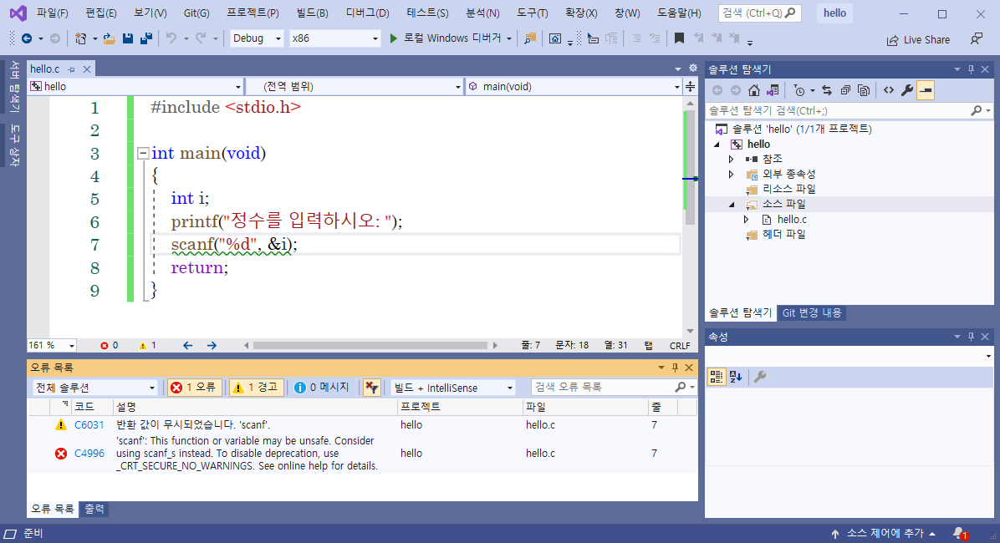 파일(F) 편집(E) 보기(V) Git(G) 프로젝트(P) 빌드(B) 디버그(D) 테스트(S) 분석(N) 도구(T) 확장(X) 창(W) 도움말(H) 검색 (Ctrl+Q) hello
Debug x86 로컬 Windows 디버거 Live Share
서버 탐색기
도구 상자
hello.c
hello (전역 범위) main(void)
1 #include <stdio.h>
2
3 int main(void)
4 {
5 int i;
6 printf("정수를 입력하시오: ");
7 scanf("%d", &i);
8 return;
9 }
161 % 0 1 줄: 7 문자: 18 열: 31 탭 CRLF
오류 목록
전체 솔루션 1 오류 1 경고 0 메시지 빌드 + IntelliSense 검색 오류 목록
코드 설명 프로젝트 파일 줄
C6031 반환 값이 무시되었습니다. 'scanf'. hello hello.c 7
'scanf': This function or variable may be unsafe. Consider
C4996 using scanf_s instead. To disable deprecation, use hello hello.c 7
_CRT_SECURE_NO_WARNINGS. See online help for details.
오류 목록 출력
솔루션 탐색기
솔루션 탐색기 검색(Ctrl+;)
솔루션 'hello' (1/1개 프로젝트)
hello
참조
외부 종속성
리소스 파일
소스 파일
hello.c
헤더 파일
솔루션 탐색기 Git 변경 내용
속성
준비 소스 제어에 추가 1